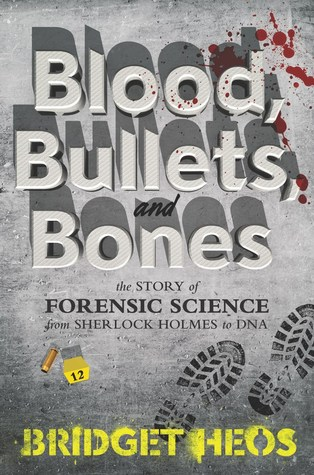 Blood,
Bullets,
and
Bones
the STORY of
FORENSIC SCIENCE
from SHERLOCK HOLMES to DNA
12
BRIDGET HEOS